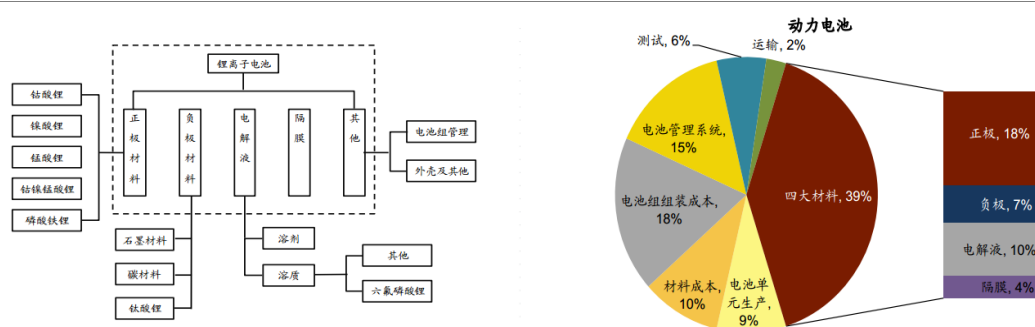 锂离子电池
钴酸锂
镍酸锂
锰酸锂
钴镍锰酸锂
磷酸铁锂
正极材料
负极材料
电解液
隔膜
其他
电池组管理
外壳及其他
石墨材料
碳材料
钛酸锂
溶剂
溶质
其他
六氟磷酸锂
动力电池
测试, 6%
运输, 2%
电池管理系统,
15%
电池组组装成本,
18%
材料成本,
10%
电池单
元生产,
9%
四大材料, 39%
正极, 18%
负极, 7%
电解液, 10%
隔膜, 4%